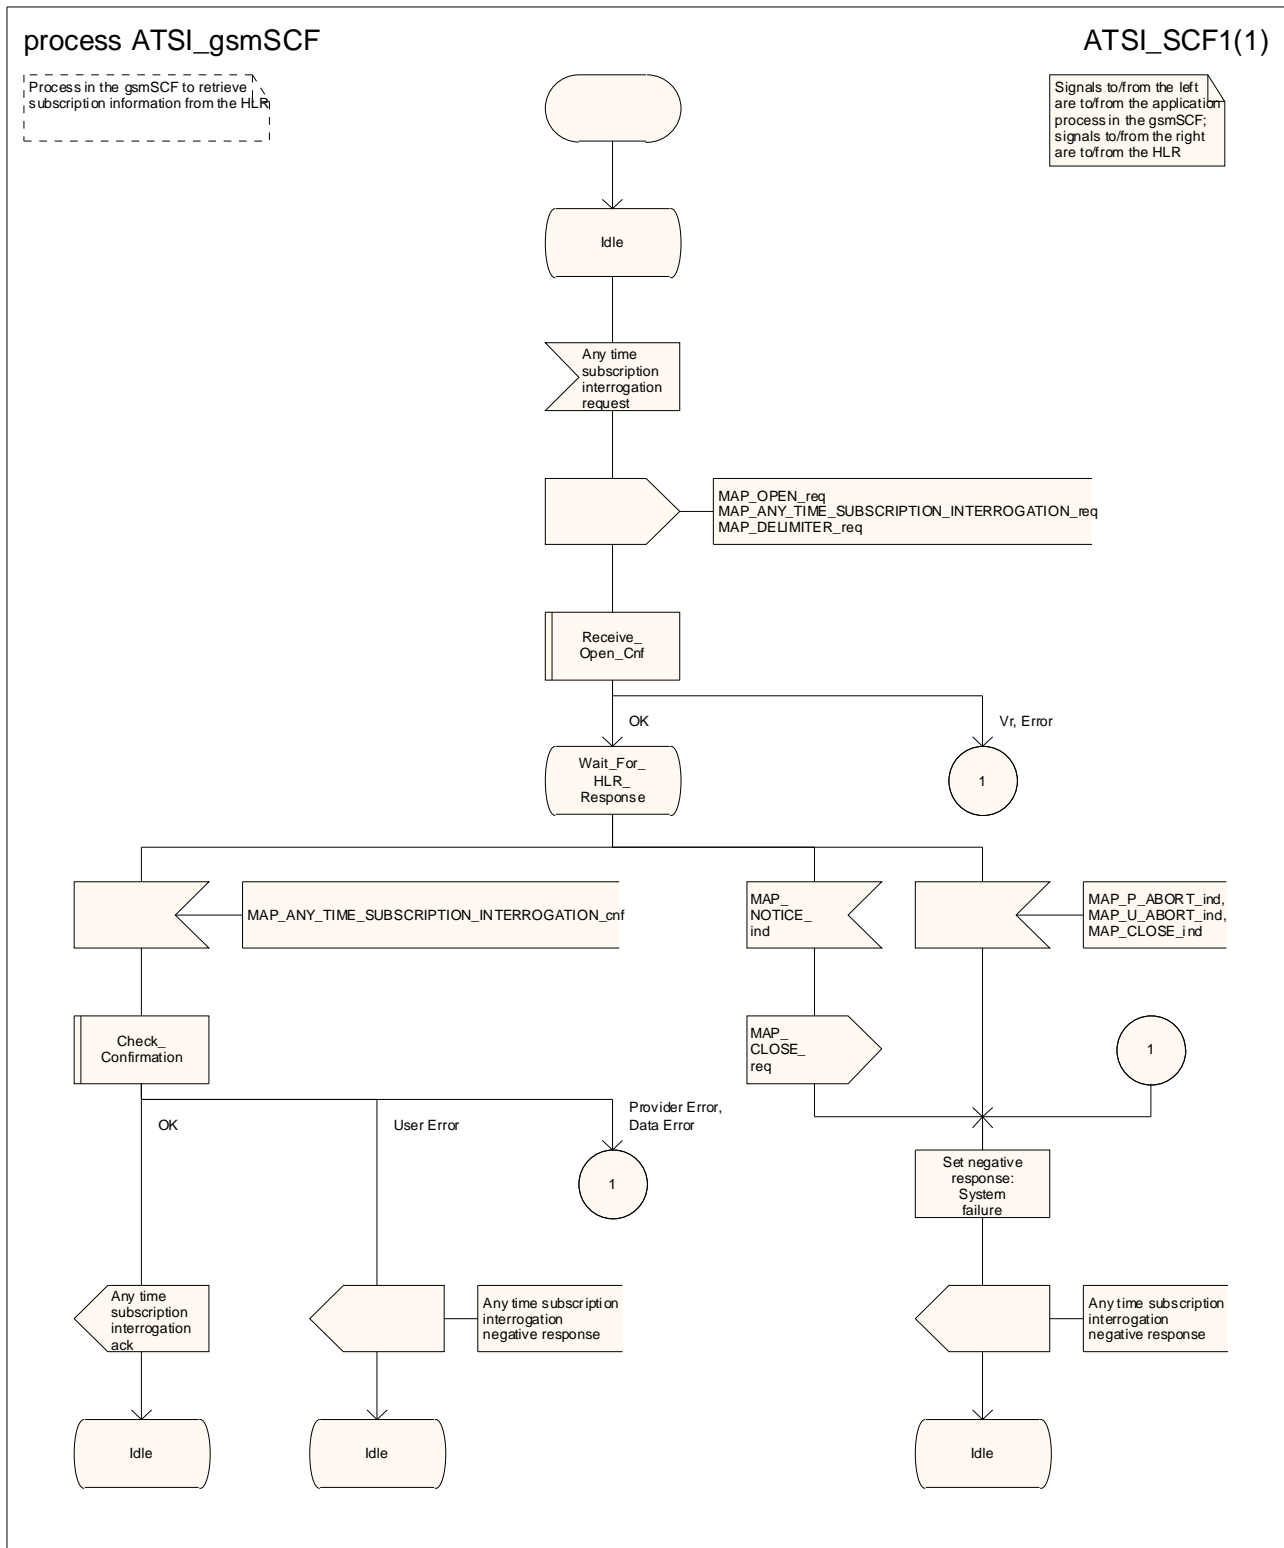 process ATSI_gsmSCF
ATSI_SCF1(1)
Process in the gsmSCF to retrieve
subscription information from the HLR
Signals to/from the left
are to/from the application
process in the gsmSCF;
signals to/from the right
are to/from the HLR
Idle
Any time
subscription
interrogation
request
MAP_OPEN_req
MAP_ANY_TIME_SUBSCRIPTION_INTERROGATION_req
MAP_DELIMITER_req
Receive_
Open_Cnf
OK
Vr, Error
Wait_For_
HLR_
Response
1
MAP_ANY_TIME_SUBSCRIPTION_INTERROGATION_cnf
MAP_
NOTICE_
ind
MAP_P_ABORT_ind,
MAP_U_ABORT_ind,
MAP_CLOSE_ind
Check_
Confirmation
MAP_
CLOSE_
req
1
OK
User Error
Provider Error,
Data Error
1
Set negative
response:
System
failure
Any time
subscription
interrogation
ack
Any time subscription
interrogation
negative response
Any time subscription
interrogation
negative response
Idle
Idle
Idle